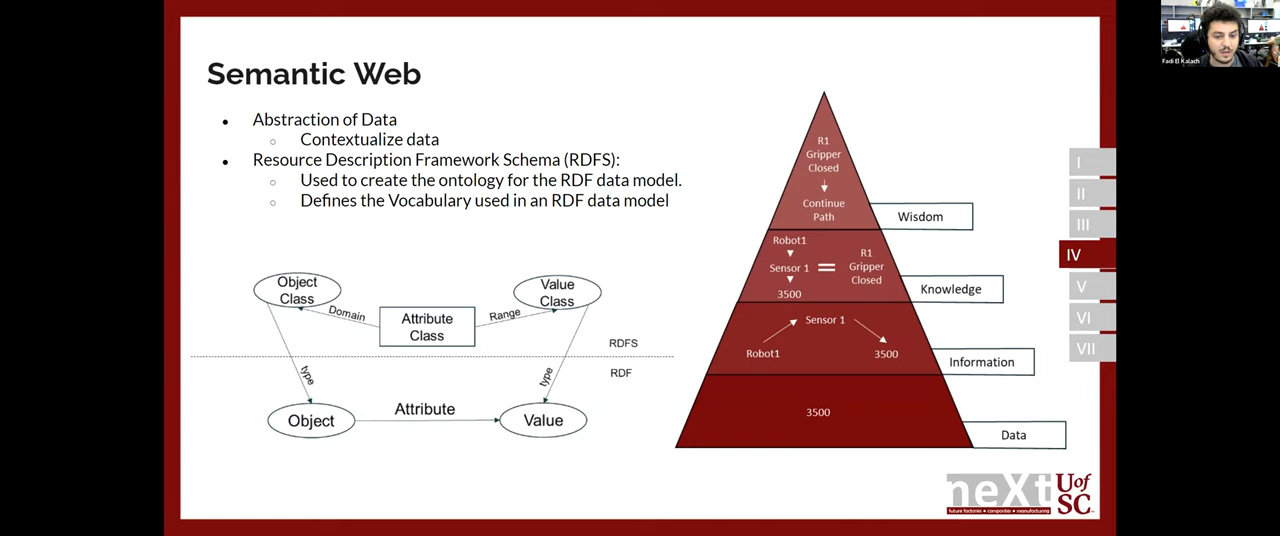 Semantic Web
● Abstraction of Data
○ Contextualize data
● Resource Description Framework Schema (RDFS):
○ Used to create the ontology for the RDF data model.
○ Defines the Vocabulary used in an RDF data model
Object
Class
Value
Class
Attribute
Class
Domain
Range
RDFS
RDF
type
type
Object
Attribute
Value
R1
Gripper
Closed
Continue
Path
Wisdom
Robot1
Sensor 1
3500
=
R1
Gripper
Closed
Knowledge
Sensor 1
Robot1
3500
Information
3500
Data
I
II
III
IV
V
VI
VII
neXt
future factories • composites • manufacturing
U of
SC
Fadi El Kalach